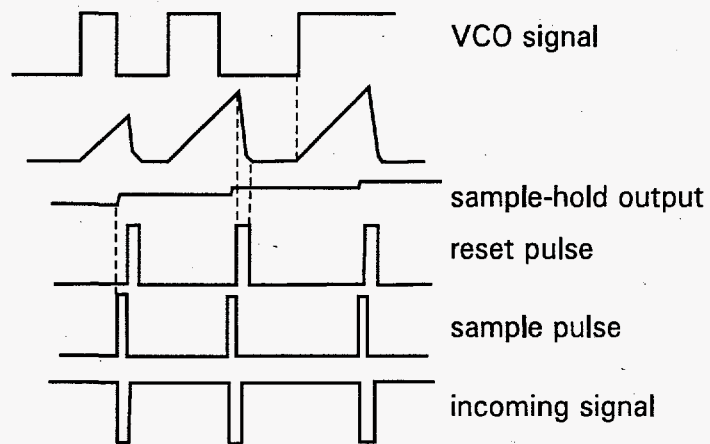 VCO signal
sample-hold output
reset pulse
sample pulse
incoming signal